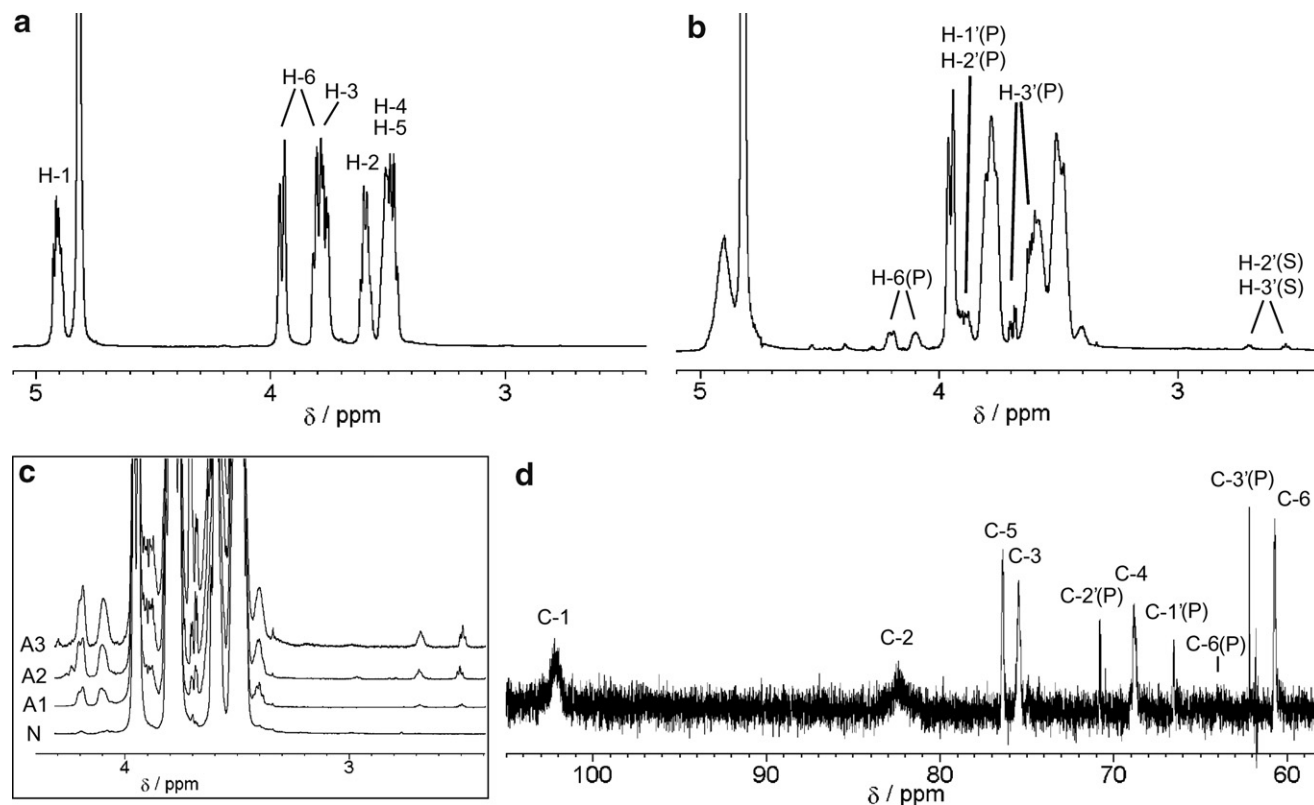 a
H-6
H-3
H-4
H-5
H-1
H-2
5
4
3
δ / ppm
b
H-1'(P)
H-2'(P)
H-3'(P)
H-6(P)
H-2'(S)
H-3'(S)
5
4
3
δ / ppm
c
A3
A2
A1
N
4
3
δ / ppm
d
C-3'(P)
C-6
C-5
C-3
C-4
C-2'(P)
C-1'(P)
C-6(P)
C-1
C-2
100
90
80
70
60
δ / ppm